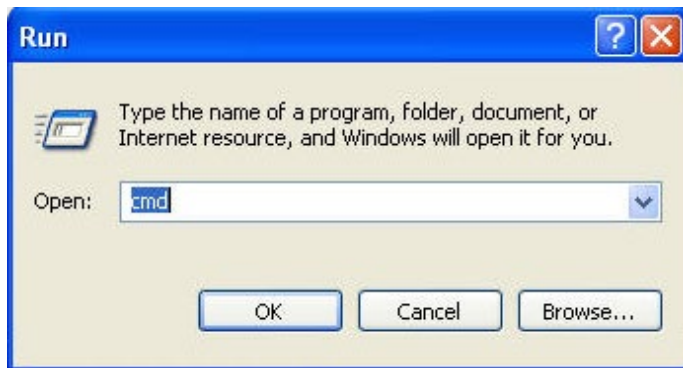 Run
Type the name of a program, folder, document, or
Internet resource, and Windows will open it for you.
Open: cmd
OK Cancel Browse...